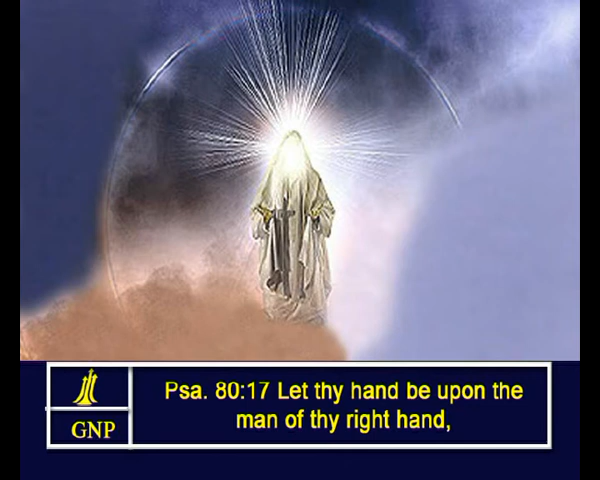 Psa. 80:17 Let thy hand be upon the
man of thy right hand,
GNP